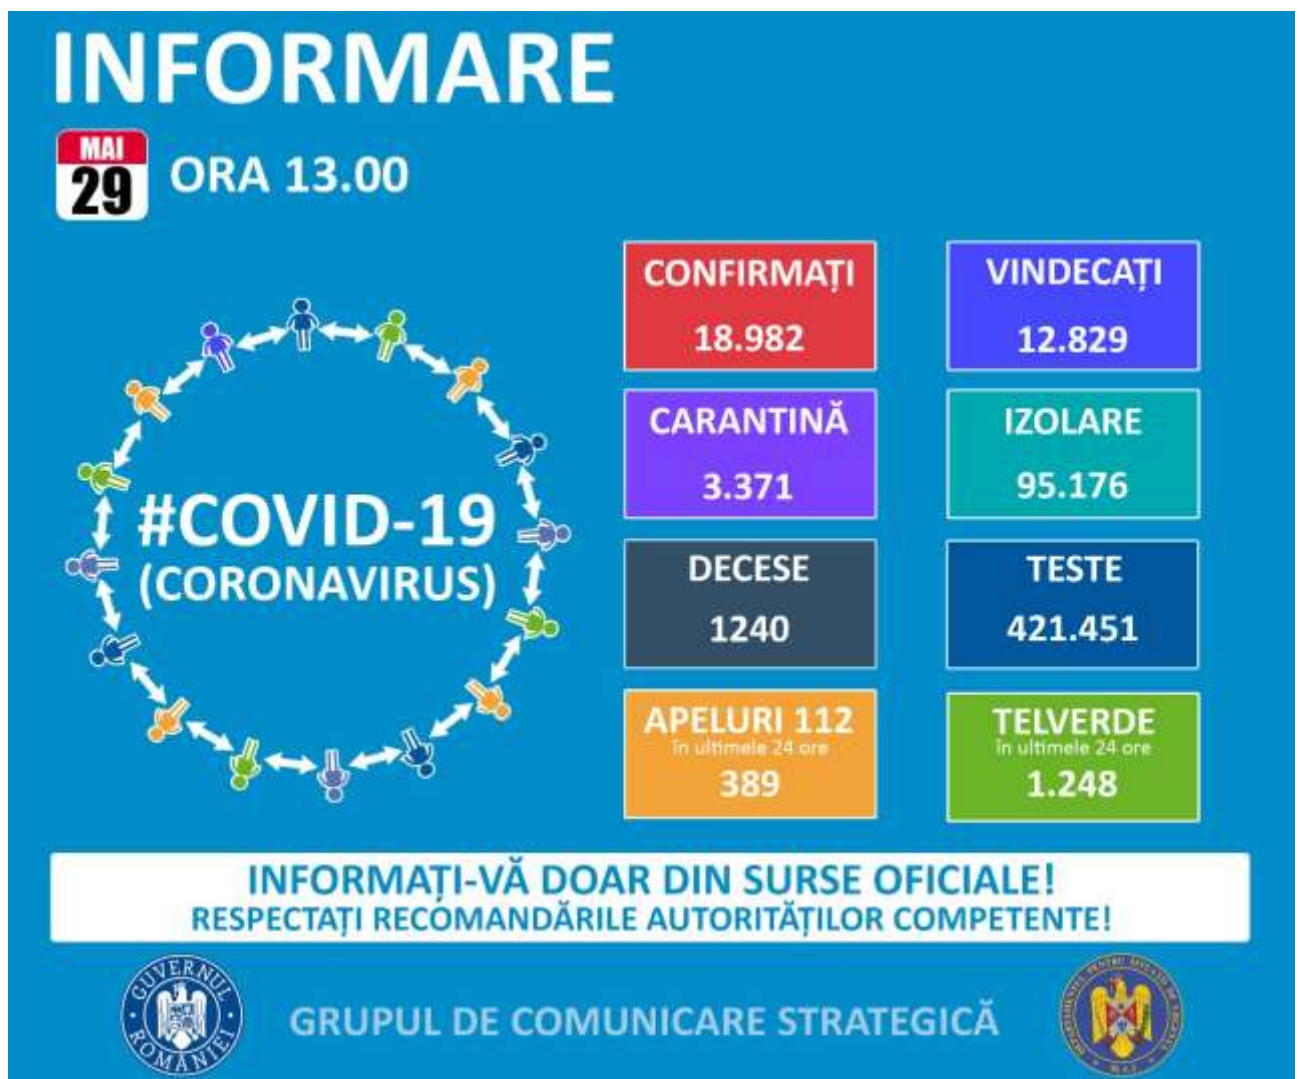 INFORMARE
MAI
29
ORA 13.00
CONFIRMAȚI
18.982
VINDECAȚI
12.829
CARANTINĂ
3.371
IZOLARE
95.176
#COVID-19
(CORONAVIRUS)
DECESE
1240
TESTE
421.451
APELURI 112
în ultimele 24 ore
389
TELVERDE
în ultimele 24 ore
1.248
INFORMAȚI-VĂ DOAR DIN SURSE OFICIALE!
RESPECTAȚI RECOMANDĂRILE AUTORITĂȚILOR COMPETENTE!
GUVERNUL
ROMÂNIEI
GRUPUL DE COMUNICARE STRATEGICĂ